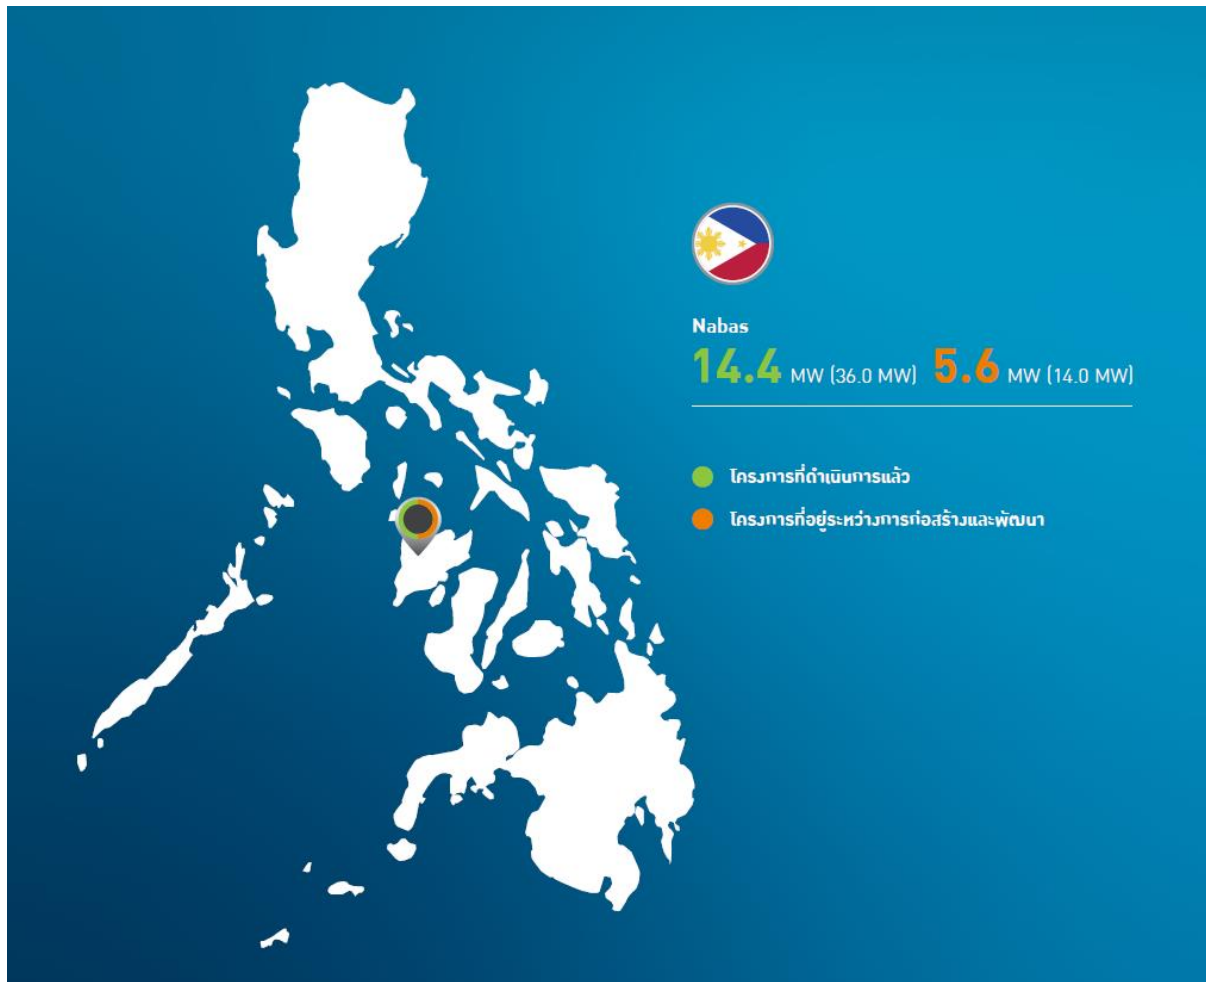 Nabas
14.4 MW (36.0 MW) 5.6 MW (14.0 MW)
โครงการที่ดำเนินการแล้ว
โครงการที่อยู่ระหว่างการก่อสร้างและพัฒนา